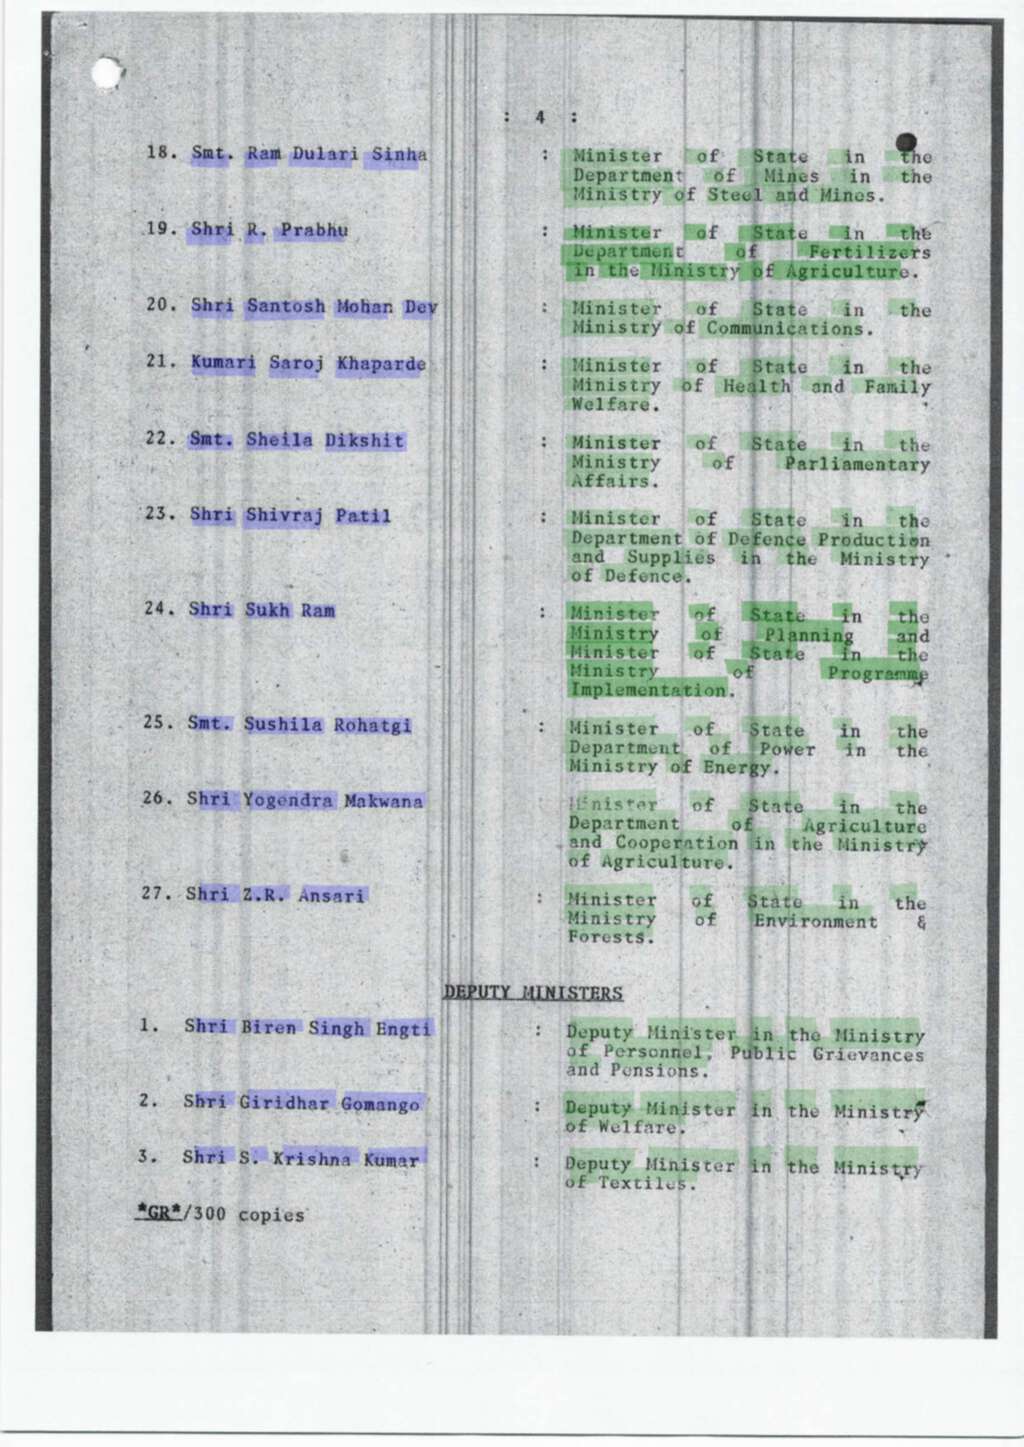 : 4 :
18. Smt. Ram Dulari Sinha : Minister of State in the
Department of Mines in the
Ministry of Steel and Mines.
19. Shri R. Prabhu : Minister of State in the
Department of Fertilizers
in the Ministry of Agriculture.
20. Shri Santosh Mohan Dev : Minister of State in the
Ministry of Communications.
21. Kumari Saroj Khaparde : Minister of State in the
Ministry of Health and Family
Welfare.
22. Smt. Sheila Dikshit : Minister of State in the
Ministry of Parliamentary
Affairs.
23. Shri Shivraj Patil : Minister of State in the
Department of Defence Production
and Supplies in the Ministry
of Defence.
24. Shri Sukh Ram : Minister of State in the
Ministry of Planning and
Minister of State in the
Ministry of Programme
Implementation.
25. Smt. Sushila Rohatgi : Minister of State in the
Department of Power in the
Ministry of Energy.
26. Shri Yogendra Makwana : Minister of State in the
Department of Agriculture
and Cooperation in the Ministry
of Agriculture.
27. Shri Z.R. Ansari : Minister of State in the
Ministry of Environment &
Forests.
DEPUTY MINISTERS
1. Shri Biren Singh Engti : Deputy Minister in the Ministry
of Personnel, Public Grievances
and Pensions.
2. Shri Giridhar Gomango : Deputy Minister in the Ministry
of Welfare.
3. Shri S. Krishna Kumar : Deputy Minister in the Ministry
of Textiles.
*GR*/300 copies